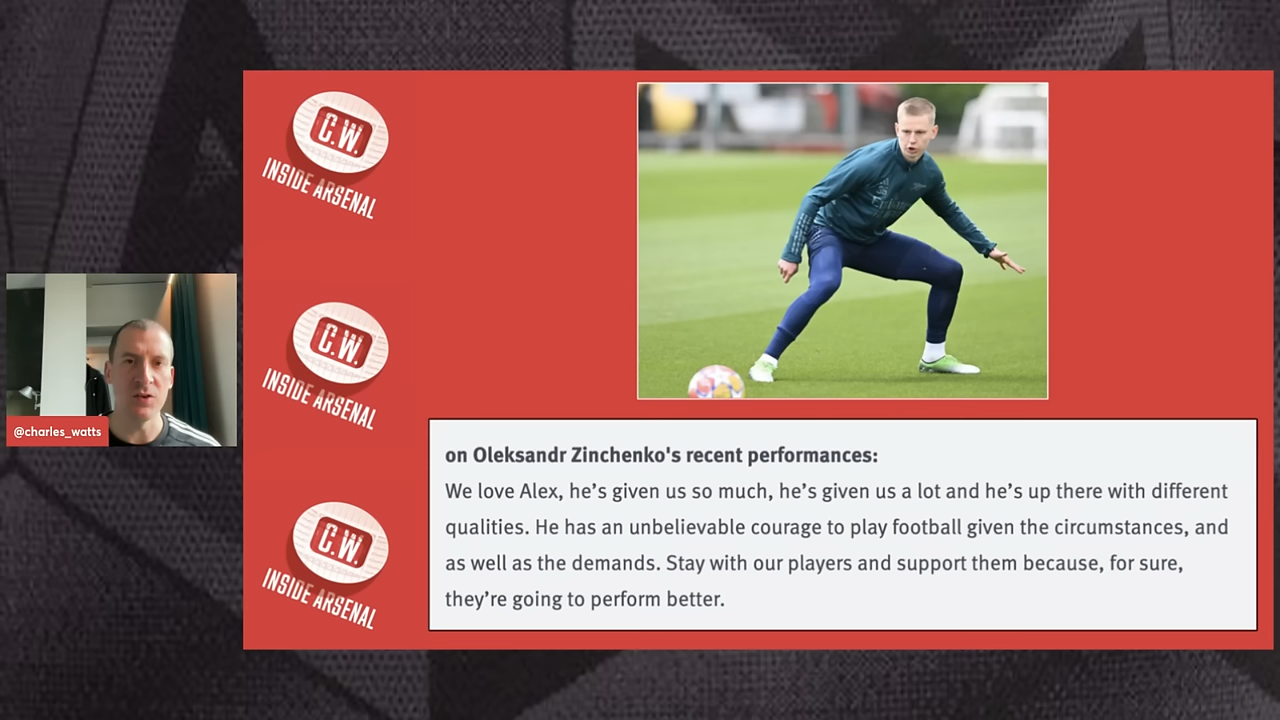 C.W.
INSIDE ARSENAL
C.W.
INSIDE ARSENAL
C.W.
INSIDE ARSENAL
@charles_watts
on Oleksandr Zinchenko's recent performances:
We love Alex, he’s given us so much, he’s given us a lot and he’s up there with different
qualities. He has an unbelievable courage to play football given the circumstances, and
as well as the demands. Stay with our players and support them because, for sure,
they’re going to perform better.